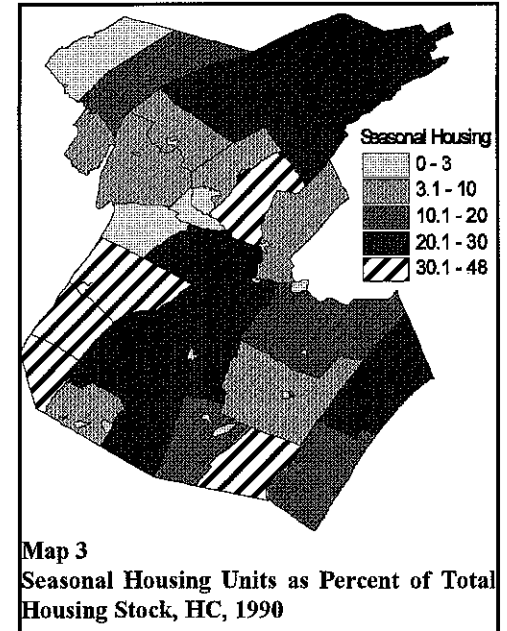 Seasonal Housing
0 - 3
3.1 - 10
10.1 - 20
20.1 - 30
30.1 - 48
Map 3
Seasonal Housing Units as Percent of Total
Housing Stock, HC, 1990